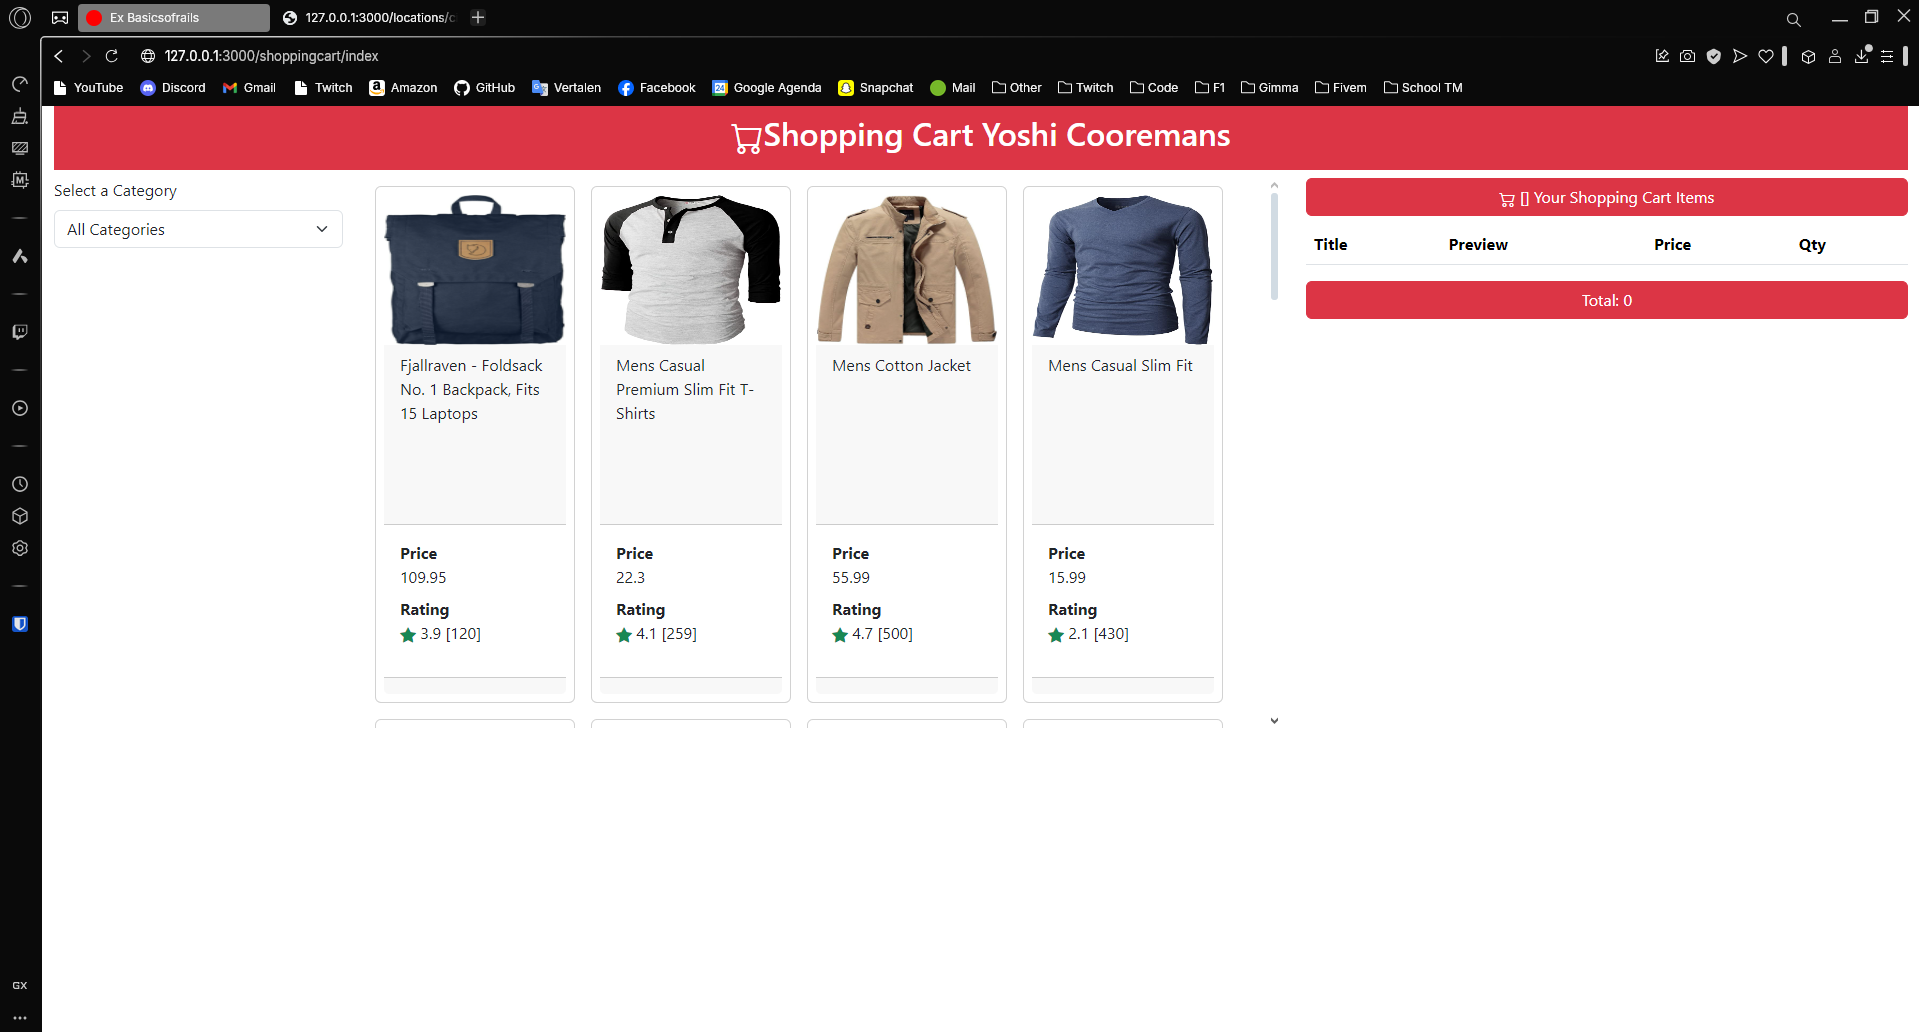 Ex Basicsofrails
127.0.0.1:3000/locations/c
127.0.0.1:3000/shoppingcart/index
YouTube
Discord
Gmail
Twitch
Amazon
GitHub
Vertalen
Facebook
Google Agenda
Snapchat
Mail
Other
Twitch
Code
F1
Gimma
Fivem
School TM
Shopping Cart Yoshi Cooremans
Select a Category
All Categories
Fjallraven - Foldsack
No. 1 Backpack, Fits
15 Laptops
Price
109.95
Rating
3.9 [120]
Mens Casual
Premium Slim Fit T-
Shirts
Price
22.3
Rating
4.1 [259]
Mens Cotton Jacket
Price
55.99
Rating
4.7 [500]
Mens Casual Slim Fit
Price
15.99
Rating
2.1 [430]
[] Your Shopping Cart Items
Title Preview Price Qty
Total: 0
GX